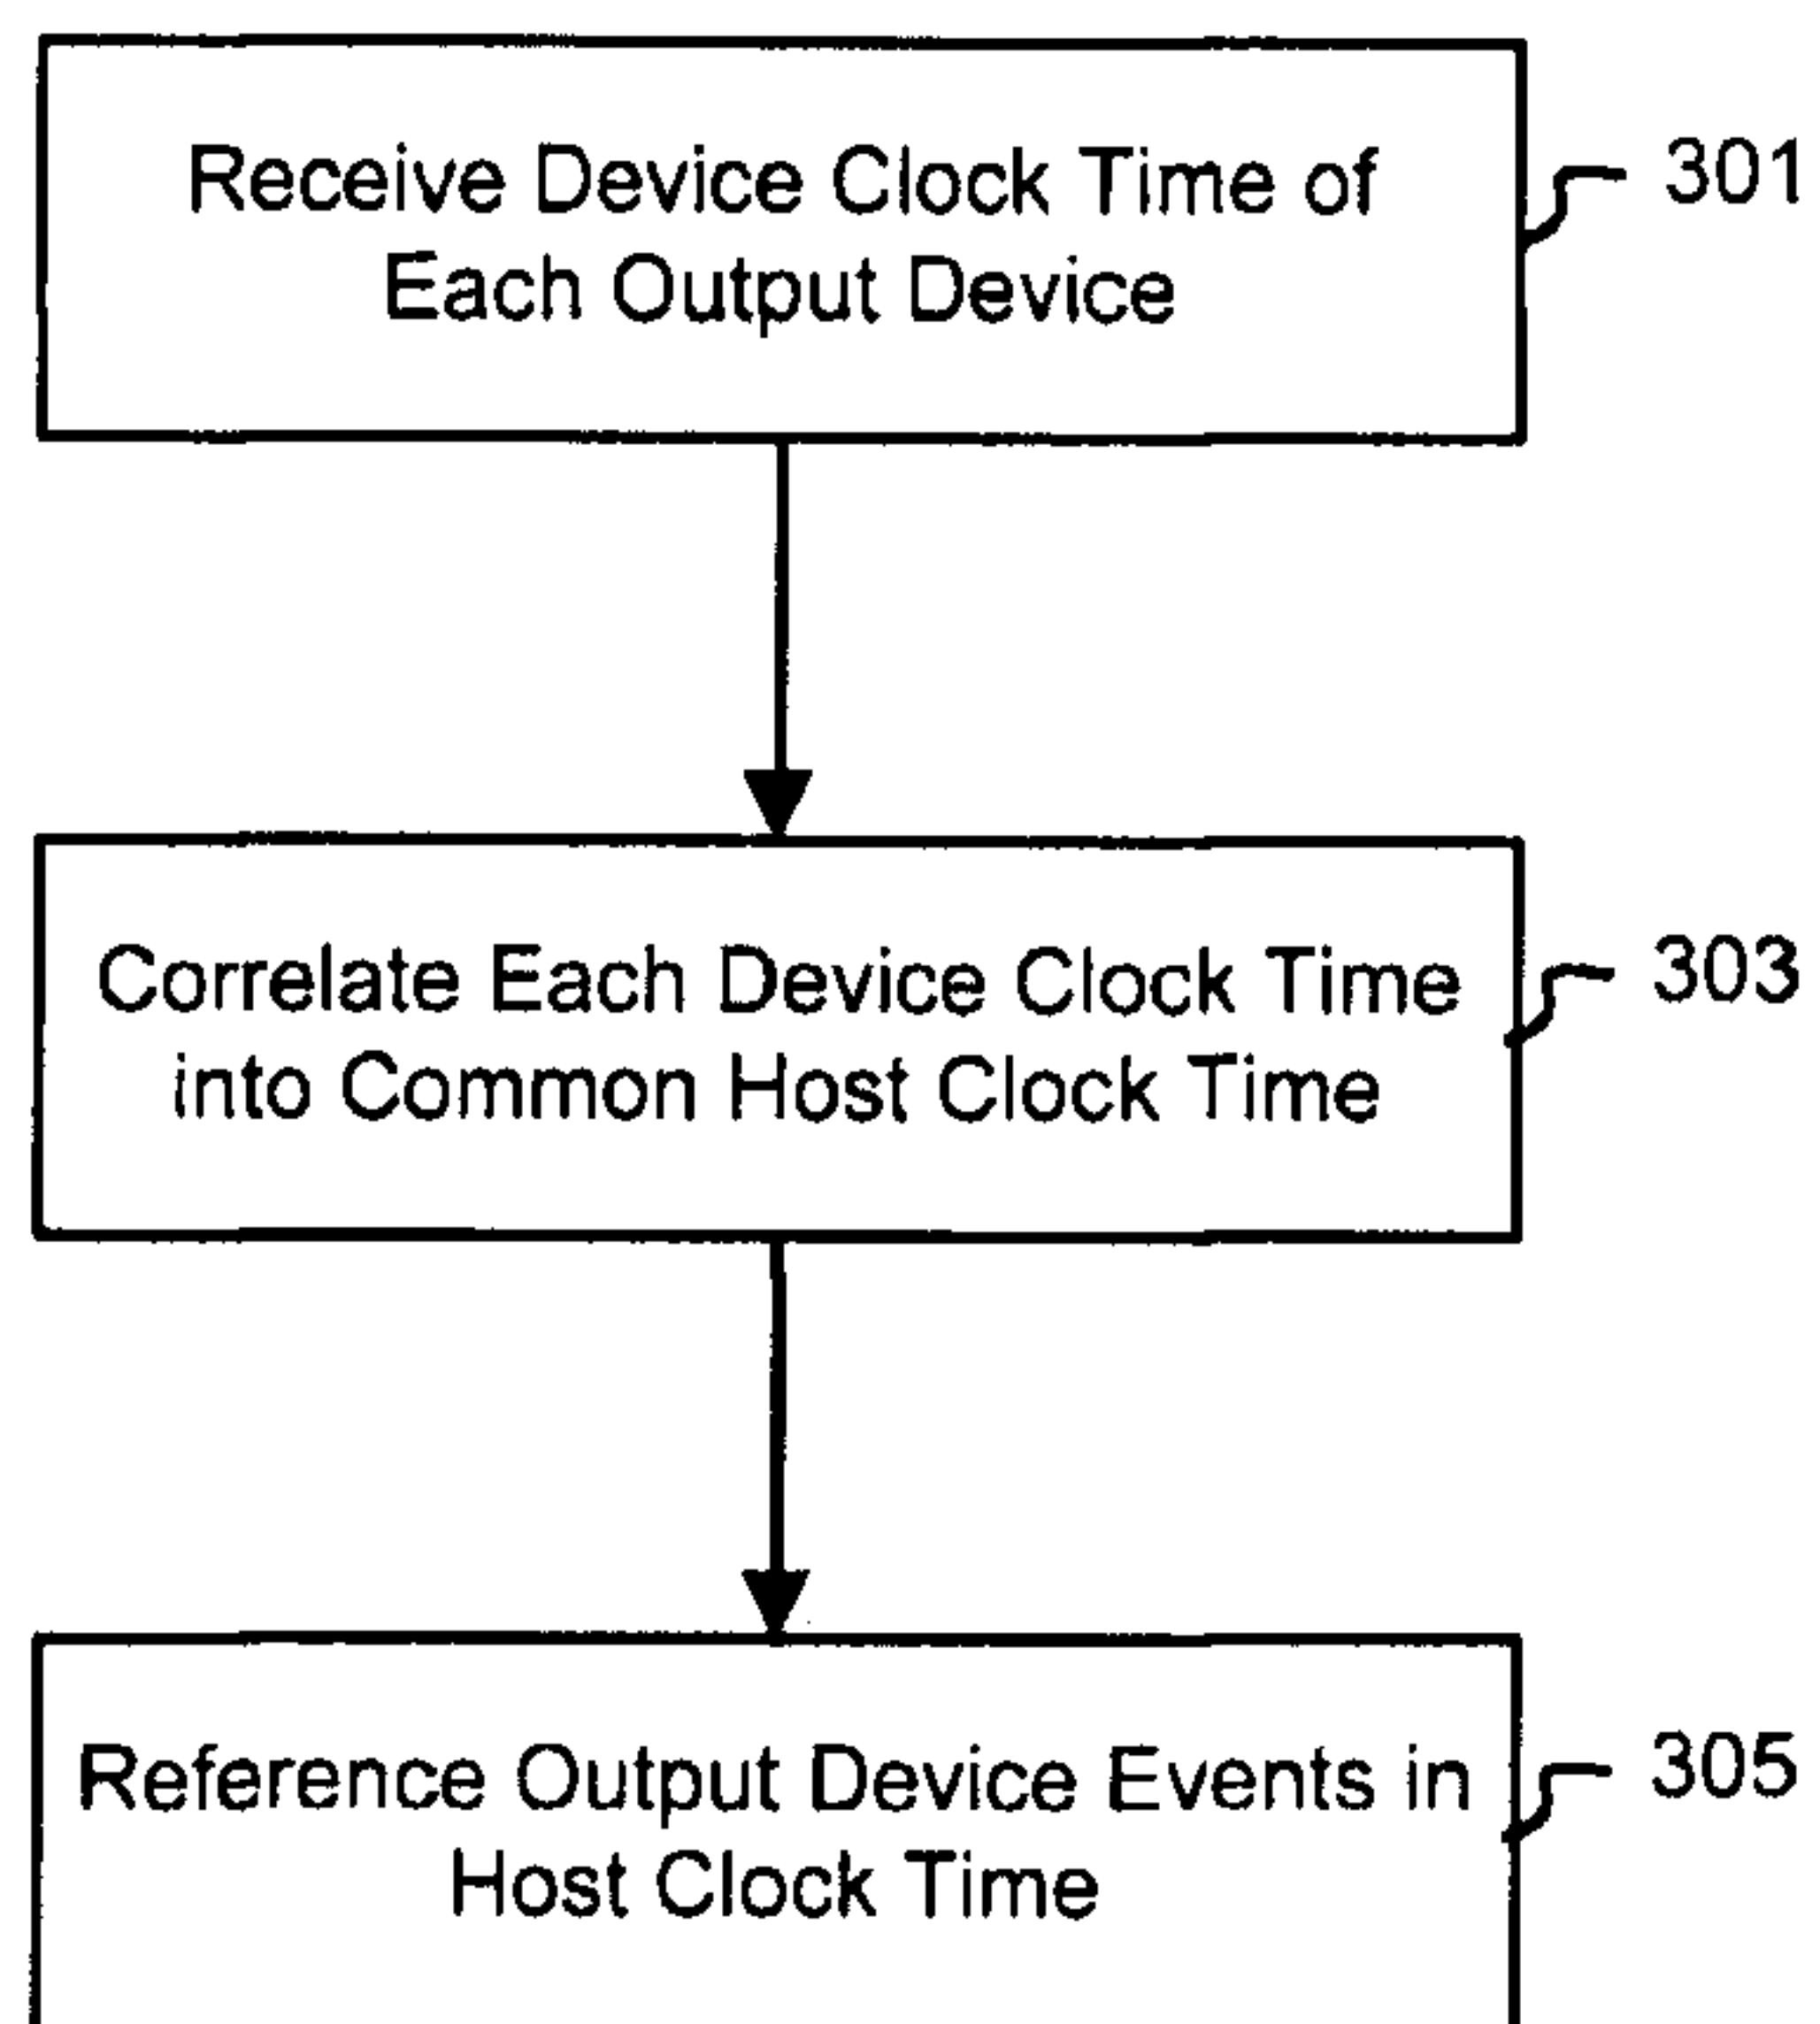 Receive Device Clock Time of
Each Output Device
301
Correlate Each Device Clock Time
into Common Host Clock Time
303
Reference Output Device Events in
Host Clock Time
305